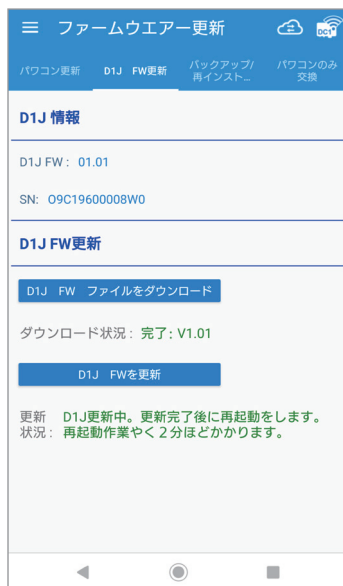 ファームウエアー更新
DC1
パワコン更新
D1J FW更新
バックアップ/
再インスト...
パワコンのみ
交換
D1J 情報
D1J FW : 01.01
SN: O9C19600008W0
D1J FW更新
D1J FW ファイルをダウンロード
ダウンロード状況 : 完了: V1.01
D1J FWを更新
更新 D1J更新中。更新完了後に再起動をします。
状況 : 再起動作業やく２分ほどかかります。